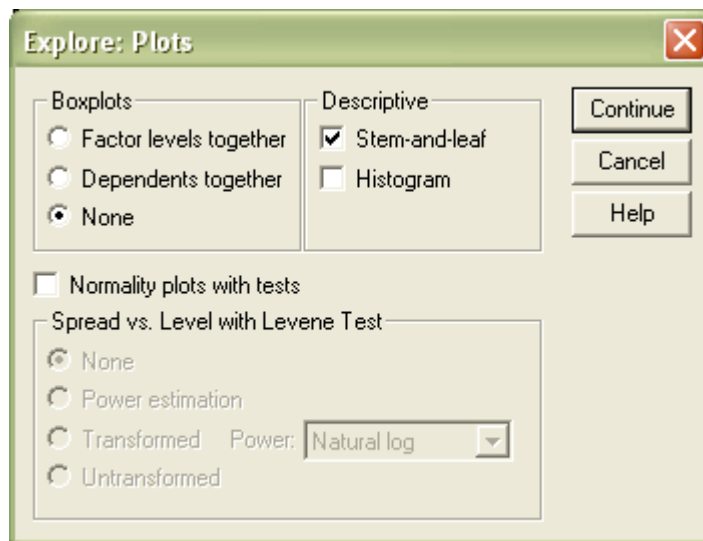 Explore: Plots
Boxplots
Factor levels together
Dependents together
None
Descriptive
Stem-and-leaf
Histogram
Continue
Cancel
Help
Normality plots with tests
Spread vs. Level with Levene Test
None
Power estimation
Transformed Power: Natural log
Untransformed